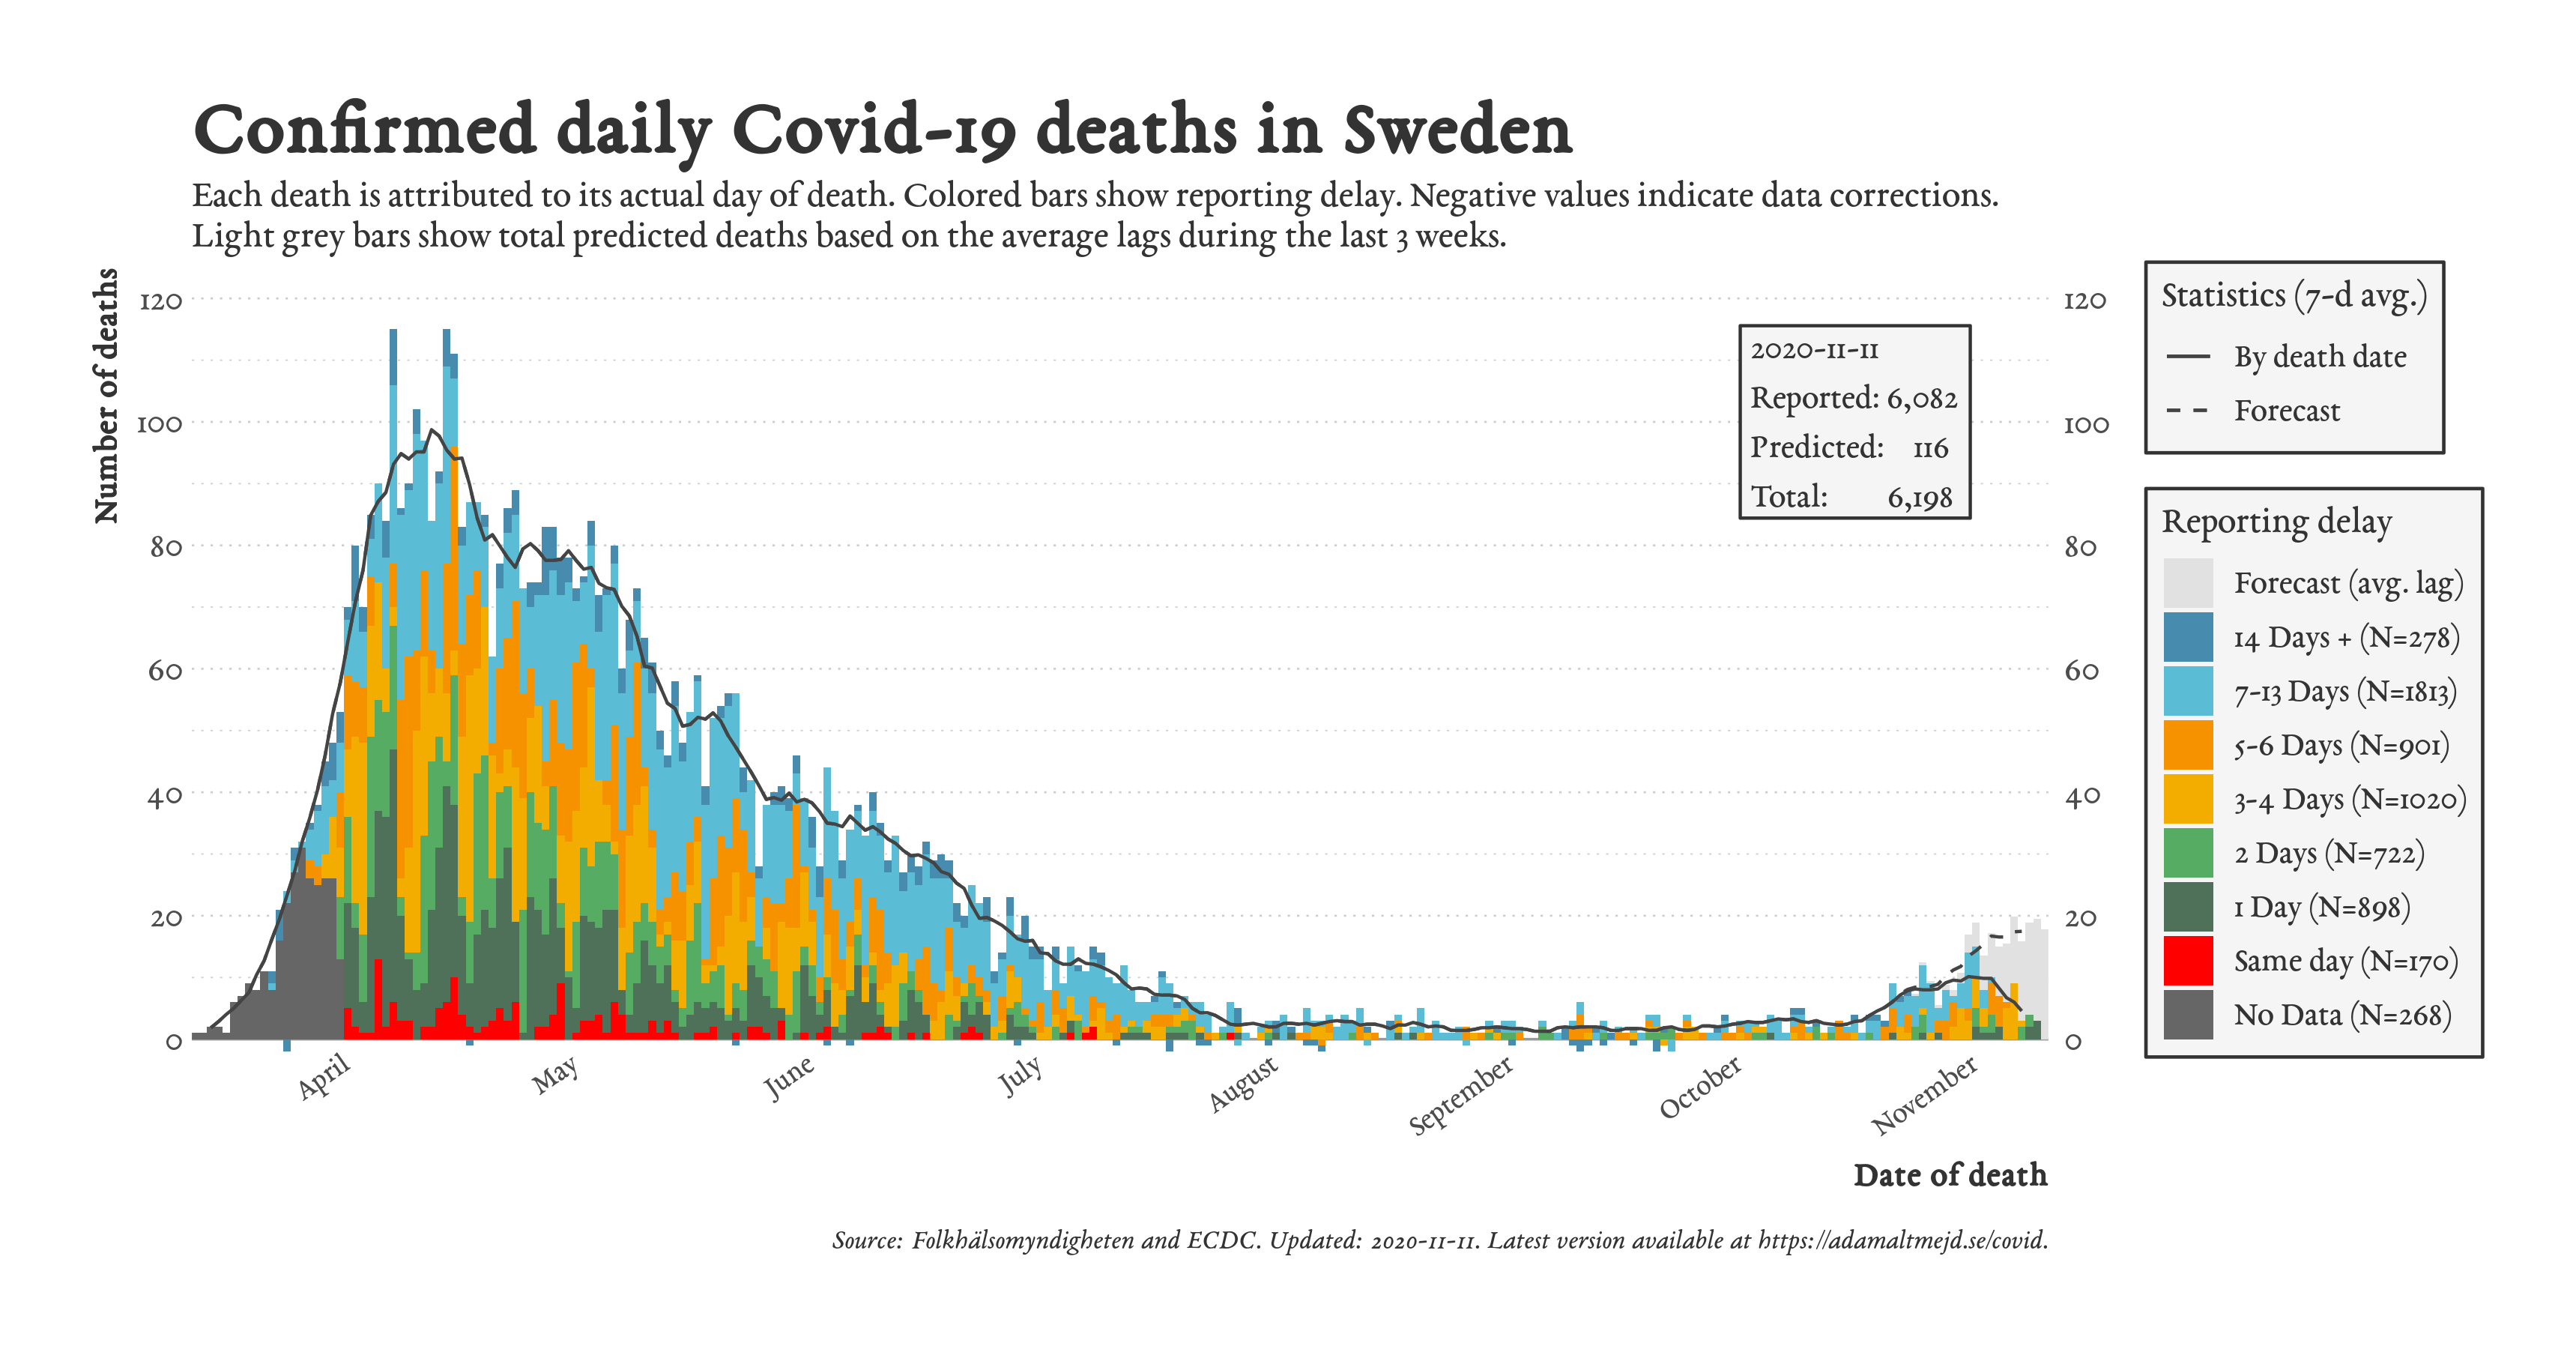 Confirmed daily Covid-19 deaths in Sweden
Each death is attributed to its actual day of death. Colored bars show reporting delay. Negative values indicate data corrections.
Light grey bars show total predicted deaths based on the average lags during the last 3 weeks.
Number of deaths
120
100
80
60
40
20
0
2020-11-11
Reported: 6,082
Predicted: 116
Total: 6,198
120
100
80
60
40
20
0
April
May
June
July
August
September
October
November
Date of death
Statistics (7-d avg.)
By death date
Forecast
Reporting delay
Forecast (avg. lag)
14 Days + (N=278)
7-13 Days (N=1813)
5-6 Days (N=901)
3-4 Days (N=1020)
2 Days (N=722)
1 Day (N=898)
Same day (N=170)
No Data (N=268)
Source: Folkhälsomyndigheten and ECDC. Updated: 2020-11-11. Latest version available at https://adamaltmejd.se/covid.